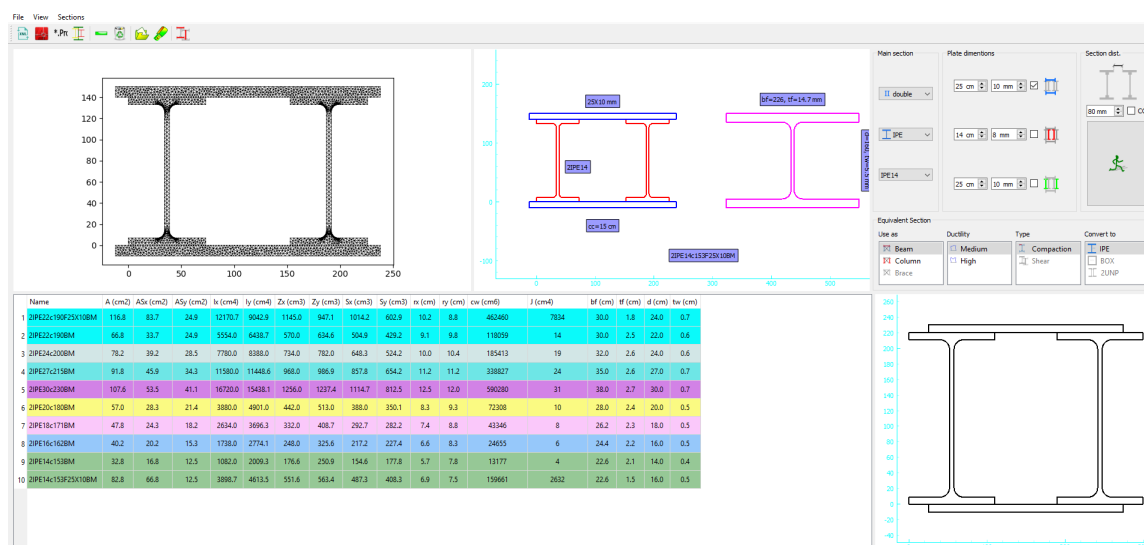 File View Sections
*.Prc
140
120
100
80
60
40
20
0
0 50 100 150 200 250
200
100
0
-100
0 100 200 300 400 500
25X10 mm
bf=226, tf=14.7 mm
2IPE14
cc=15 cm
2IPE14c153F25X10BM
Main section Plate dimentions Section dist.
double 25 cm 10 mm
80 mm
IPE 14 cm 8 mm
IPE14 25 cm 10 mm
Equivalent Section
Use as Ductility Type Convert to
Beam Medium Compaction IPE
Column High Shear BOX
Brace 2UNP
Name A (cm2) ASx (cm2) ASy (cm2) Ix (cm4) Iy (cm4) Zx (cm3) Zy (cm3) Sx (cm3) Sy (cm3) rx (cm) ry (cm) cw (cm6) J (cm4) bf (cm) tf (cm) d (cm) tw (cm)
1 2IPE22c190F25X10BM 116.8 83.7 24.9 12170.7 9042.9 1145.0 947.1 1014.2 602.9 10.2 8.8 462460 7834 30.0 1.8 24.0 0.7
2 2IPE22c190BM 66.8 33.7 24.9 5554.0 6438.7 570.0 634.6 504.9 429.2 9.1 9.8 118059 14 30.0 2.5 22.0 0.6
3 2IPE24c200BM 78.2 39.2 28.5 7780.0 8388.0 734.0 782.0 648.3 524.2 10.0 10.4 185413 19 32.0 2.6 24.0 0.6
4 2IPE27c215BM 91.8 45.9 34.3 11580.0 11448.6 968.0 986.9 857.8 654.2 11.2 11.2 338827 24 35.0 2.6 27.0 0.7
5 2IPE30c230BM 107.6 53.5 41.1 16720.0 15438.1 1256.0 1237.4 1114.7 812.5 12.5 12.0 590280 31 38.0 2.7 30.0 0.7
6 2IPE20c180BM 57.0 28.3 21.4 3880.0 4901.0 442.0 513.0 388.0 350.1 8.3 9.3 72308 10 28.0 2.4 20.0 0.5
7 2IPE18c171BM 47.8 24.3 18.2 2634.0 3696.3 332.0 408.7 292.7 282.2 7.4 8.8 43346 8 26.2 2.3 18.0 0.5
8 2IPE16c162BM 40.2 20.2 15.3 1738.0 2774.1 248.0 325.6 217.2 227.4 6.6 8.3 24655 6 24.4 2.2 16.0 0.5
9 2IPE14c153BM 32.8 16.8 12.5 1082.0 2009.3 176.6 250.9 154.6 177.8 5.7 7.8 13177 4 22.6 2.1 14.0 0.4
10 2IPE14c153F25X10BM 82.8 66.8 12.5 3898.7 4613.5 551.6 563.4 487.3 408.3 6.9 7.5 159661 2632 22.6 1.5 16.0 0.5
260
240
220
200
180
160
140
120
100
80
60
40
20
0
-20
-40